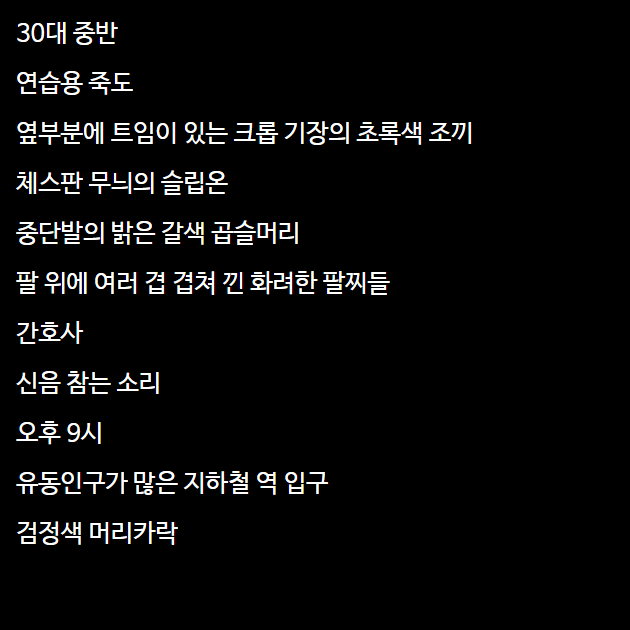 30대 중반
연습용 죽도
옆부분에 트임이 있는 크롭 기장의 초록색 조끼
체스판 무늬의 슬립온
중단발의 밝은 갈색 곱슬머리
팔 위에 여러 겹 겹쳐 낀 화려한 팔찌들
간호사
신음 참는 소리
오후 9시
유동인구가 많은 지하철 역 입구
검정색 머리카락